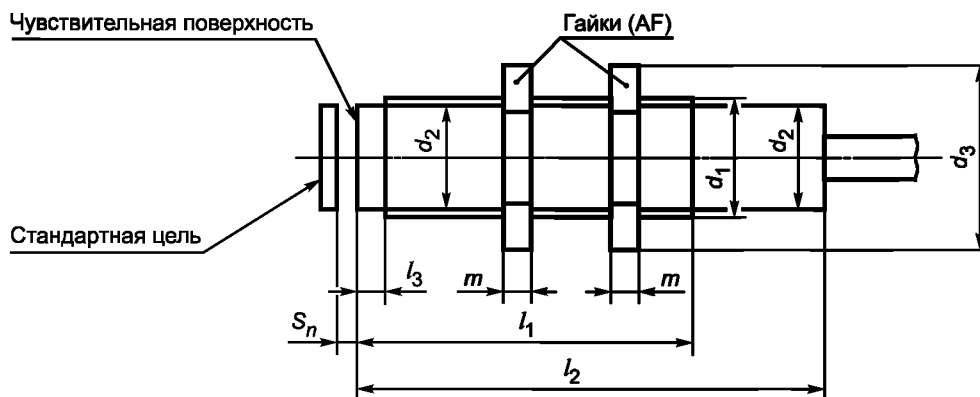 Чувствительная поверхность
Гайки (AF)
d₂
d₁
d₂
d₃
Стандартная цель
l₃
m
m
Sₙ
l₁
l₂